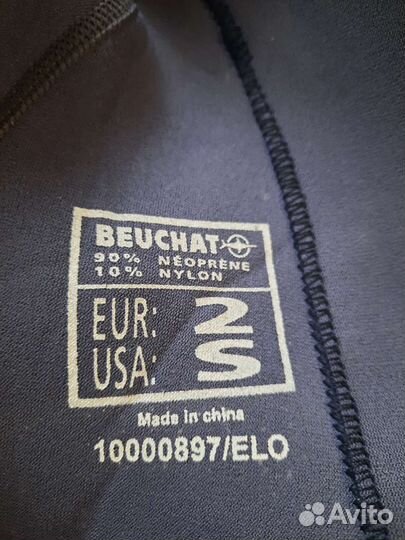 BEUCHAT
90% NÉOPRÈNE
10% NYLON
EUR: 2
USA: S
Made in china
10000897/ELO
Avito